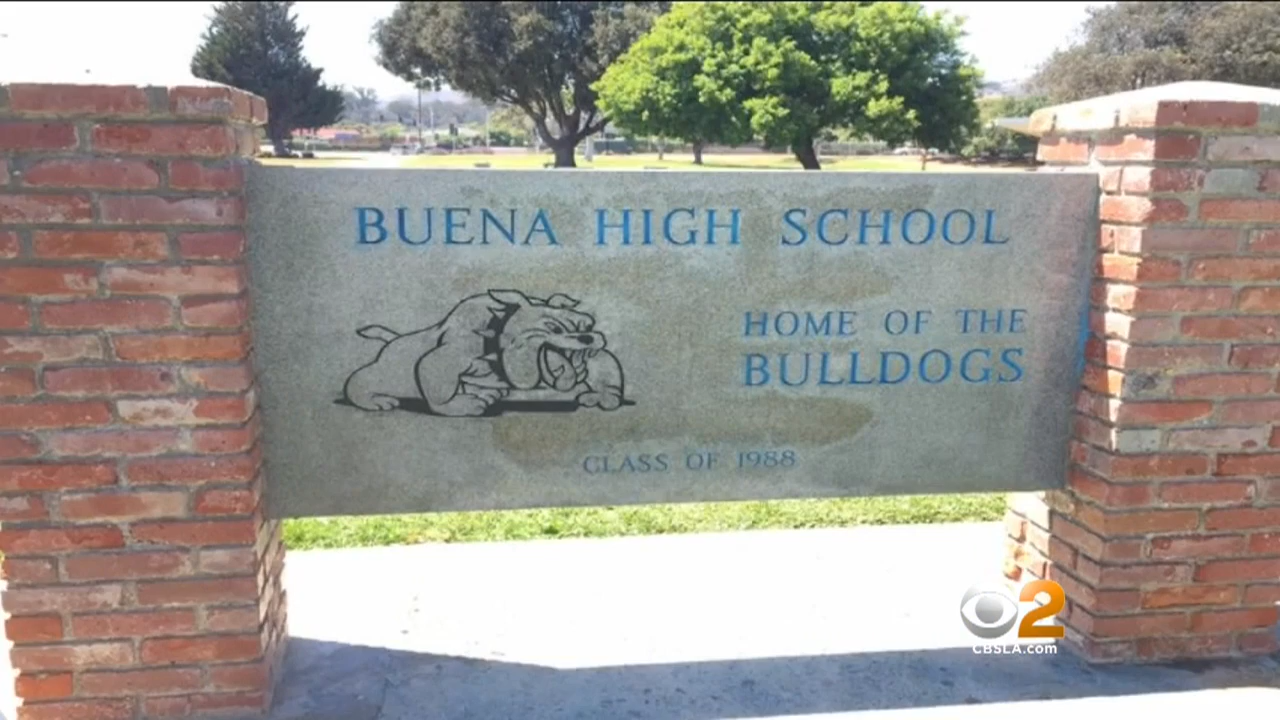 BUENA HIGH SCHOOL
HOME OF THE
BULLDOGS
CLASS OF 1988
2
CBSLA.com